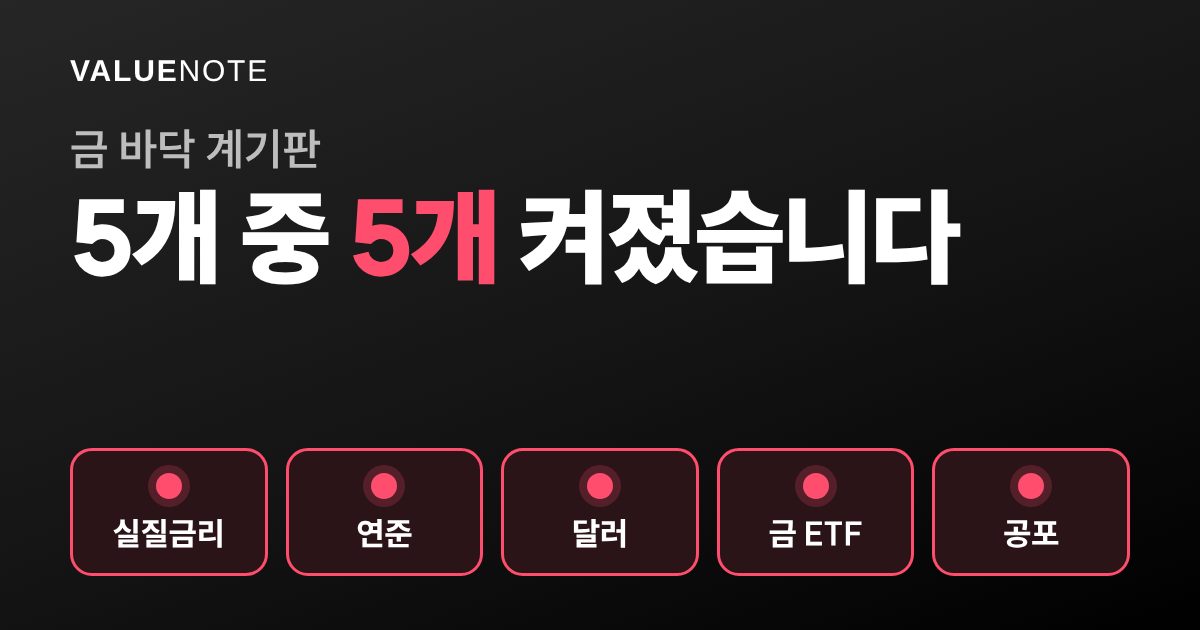 VALUENOTE
금 바닥 계기판
5개 중 5개 켜졌습니다
실질금리
연준
달러
금 ETF
공포